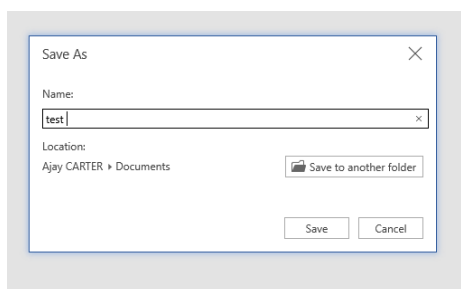 Save As
Name:
test
Location:
Ajay CARTER ▸ Documents
Save to another folder
Save Cancel